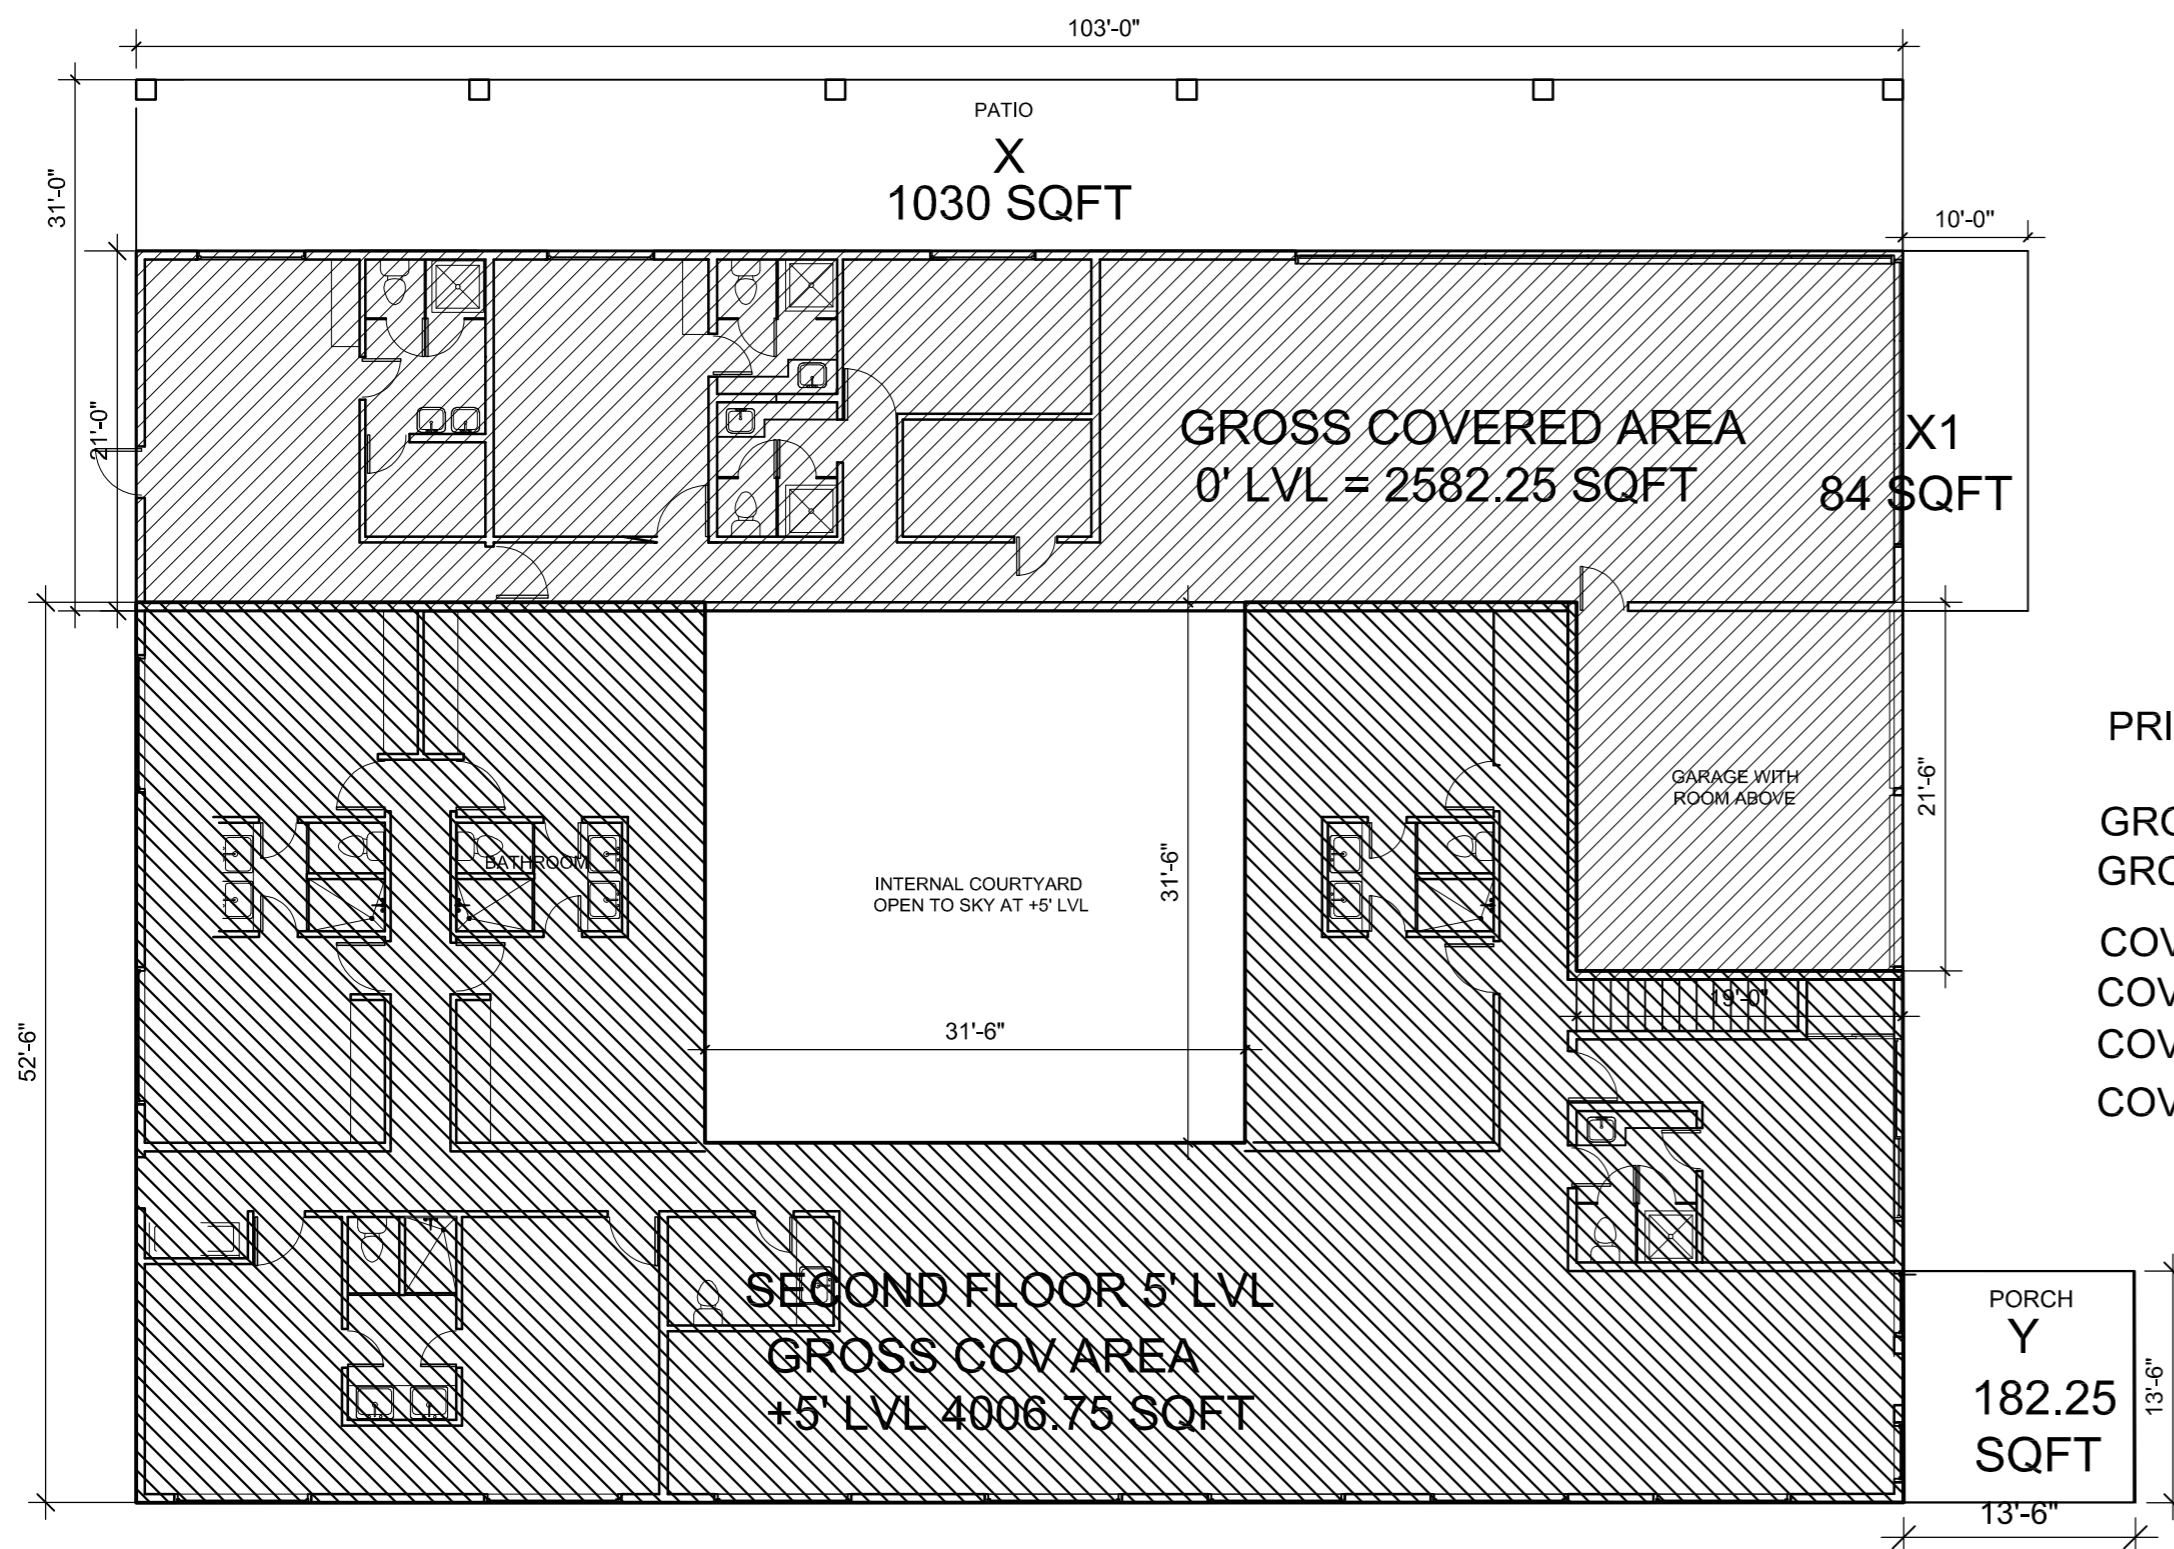 103'-0"
PATIO
X
1030 SQFT
31'-0"
10'-0"
21'-0"
GROSS COVERED AREA
0' LVL = 2582.25 SQFT
X1
84 SQFT
PRI
GARAGE WITH
ROOM ABOVE
21'-6"
GRO
GRO
BATHROOM
INTERNAL COURTYARD
OPEN TO SKY AT +5' LVL
31'-6"
COV
COV
19'-0"
31'-6"
52'-6"
COV
COV
SECOND FLOOR 5' LVL
GROSS COV AREA
+5' LVL 4006.75 SQFT
PORCH
Y
182.25
SQFT
13'-6"
13'-6"